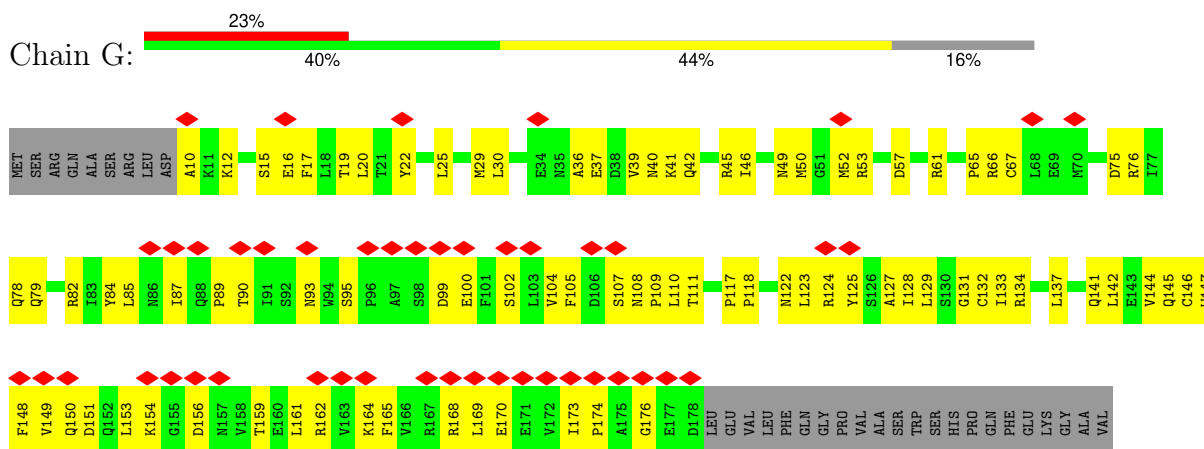 23%
Chain G:
40% 44% 16%
MET SER ARG GLN ALA SER ARG LEU ASP A10 K11 K12 S15 E16 F17 L18 T19 L20 T21 Y22 L25 M29 L30 E34 N35 A36 E37 D38 V39 N40 K41 Q42 R45 I46 N49 M50 G51 M52 R53 D57 R61 P65 R66 C67 L68 E69 M70 D75 R76 I77
Q78 Q79 R82 I83 Y84 L85 N86 I87 Q88 P89 T90 I91 S92 N93 W94 S95 P96 A97 S98 D99 E100 F101 S102 L103 V104 F105 D106 S107 N108 P109 L110 T111 P117 P118 N122 L123 R124 Y125 S126 A127 I128 L129 S130 G131 C132 I133 R134 L137 Q141 L142 E143 V144 Q145 C146
F148 V149 Q150 D151 Q152 L153 K154 G155 D156 N157 V158 T159 E160 L161 R162 V163 K164 F165 V166 R167 R168 L169 E170 E171 V172 I173 P174 A175 G176 E177 D178 LEU GLU VAL LEU PHE GLN GLY PRO VAL ALA SER TRP SER HIS PRO GLN PHE GLU LYS GLY ALA VAL